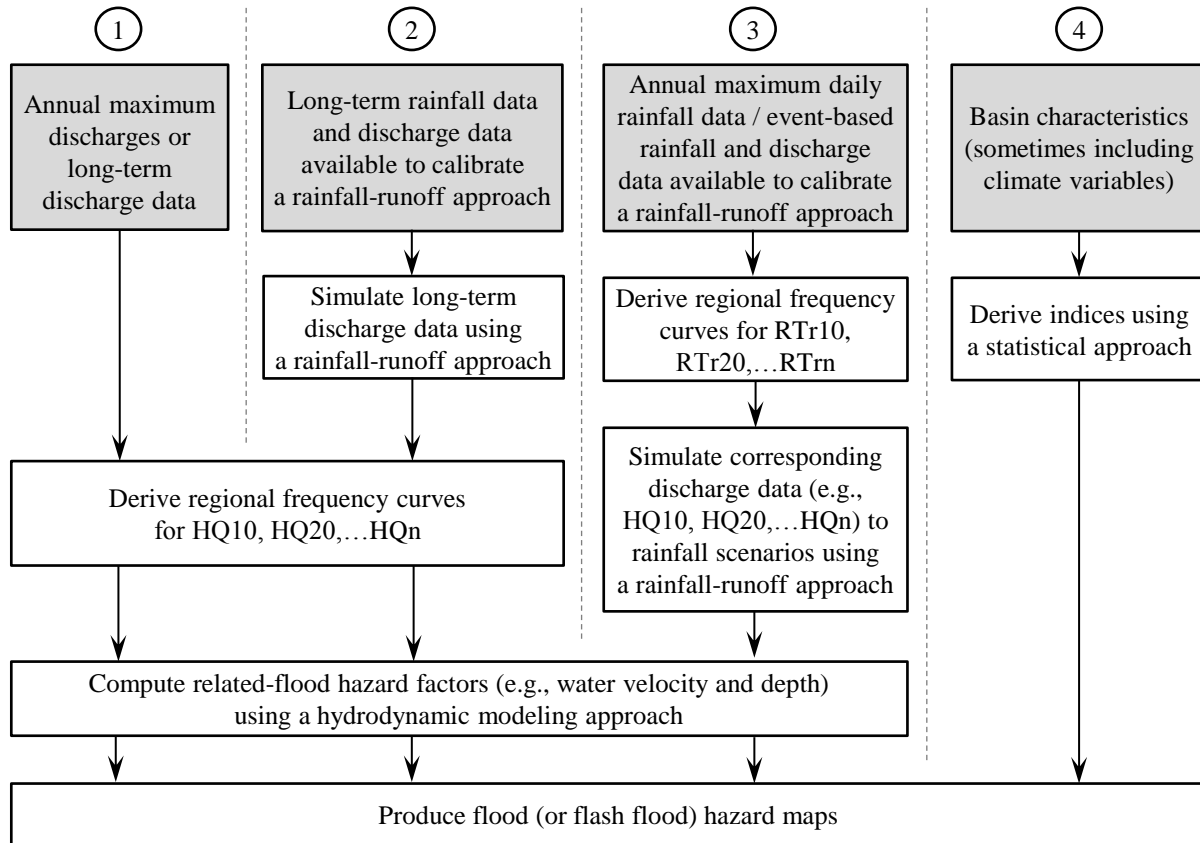 1
2
3
4
Annual maximum
discharges or
long-term
discharge data
Long-term rainfall data
and discharge data
available to calibrate
a rainfall-runoff approach
Annual maximum daily
rainfall data / event-based
rainfall and discharge
data available to calibrate
a rainfall-runoff approach
Basin characteristics
(sometimes including
climate variables)
Simulate long-term
discharge data using
a rainfall-runoff approach
Derive regional frequency
curves for RTr10,
RTr20,…RTrn
Derive indices using
a statistical approach
Derive regional frequency curves
for HQ10, HQ20,…HQn
Simulate corresponding
discharge data (e.g.,
HQ10, HQ20,…HQn) to
rainfall scenarios using
a rainfall-runoff approach
Compute related-flood hazard factors (e.g., water velocity and depth)
using a hydrodynamic modeling approach
Produce flood (or flash flood) hazard maps